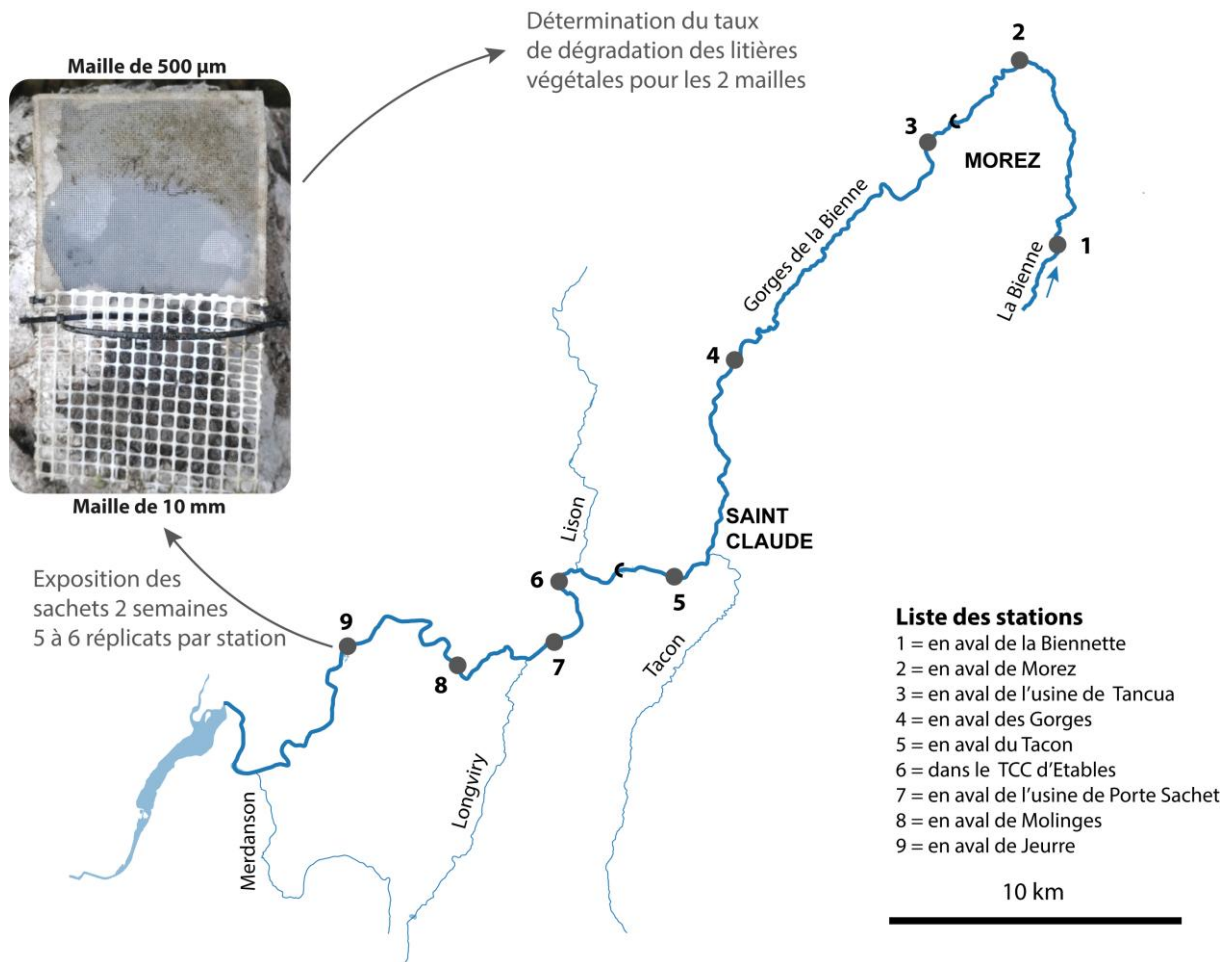 Détermination du taux
de dégradation des litières
végétales pour les 2 mailles
Maille de 500 µm
Maille de 10 mm
Exposition des
sachets 2 semaines
5 à 6 réplicats par station
2
3
MOREZ
1
La Bienne
Gorges de la Bienne
4
SAINT
CLAUDE
Lison
6
5
Tacon
7
9
8
Longviry
Merdanson
Liste des stations
1 = en aval de la Biennette
2 = en aval de Morez
3 = en aval de l'usine de Tancua
4 = en aval des Gorges
5 = en aval du Tacon
6 = dans le TCC d'Etables
7 = en aval de l'usine de Porte Sachet
8 = en aval de Molinges
9 = en aval de Jeurre
10 km